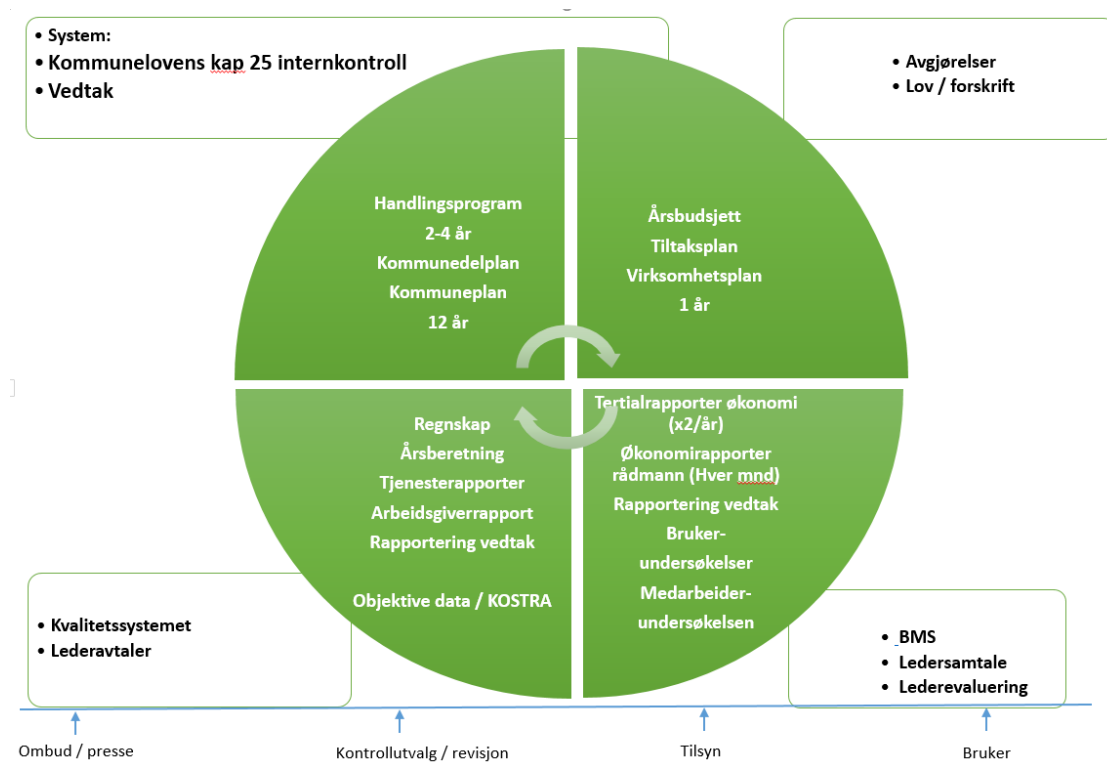 • System:
• Kommunelovens kap 25 internkontroll
• Vedtak
• Avgjørelser
• Lov / forskrift
Handlingsprogram
2-4 år
Kommunedelplan
Kommuneplan
12 år
Årsbudsjett
Tiltaksplan
Virksomhetsplan
1 år
Regnskap
Årsberetning
Tjenesterapporter
Arbeidsgiverrapport
Rapportering vedtak
Objektive data / KOSTRA
Tertialrapporter økonomi
(x2/år)
Økonomirapporter
rådmann (Hver mnd)
Rapportering vedtak
Bruker-
undersøkelser
Medarbeider-
undersøkelsen
• Kvalitetssystemet
• Lederavtaler
• BMS
• Ledersamtale
• Lederevaluering
Ombud / presse
Kontrollutvalg / revisjon
Tilsyn
Bruker